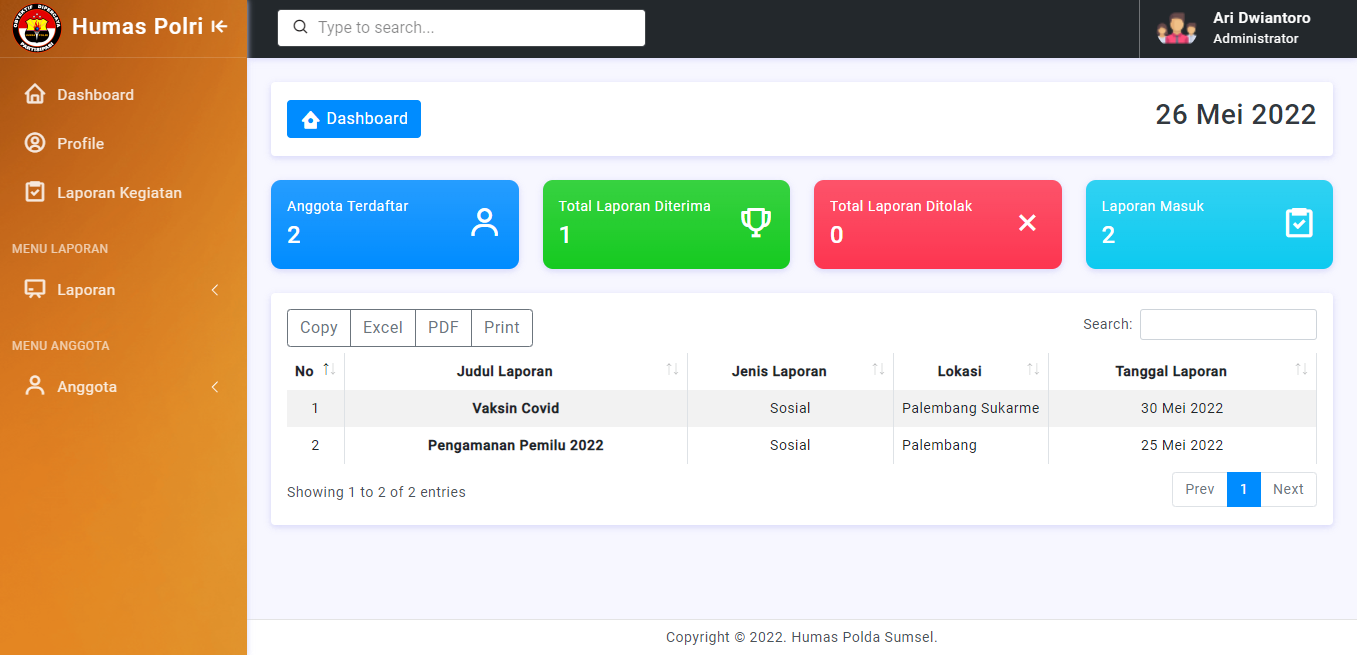 OBYEKTIF DIPERCAYA
PARTISIPASI
Humas Polri
Type to search...
Ari Dwiantoro
Administrator
Dashboard
Profile
Laporan Kegiatan
MENU LAPORAN
Laporan
MENU ANGGOTA
Anggota
Dashboard
26 Mei 2022
Anggota Terdaftar
2
Total Laporan Diterima
1
Total Laporan Ditolak
0
Laporan Masuk
2
Copy Excel PDF Print
Search:
No Judul Laporan Jenis Laporan Lokasi Tanggal Laporan
1 Vaksin Covid Sosial Palembang Sukarme 30 Mei 2022
2 Pengamanan Pemilu 2022 Sosial Palembang 25 Mei 2022
Showing 1 to 2 of 2 entries
Prev 1 Next
Copyright © 2022. Humas Polda Sumsel.